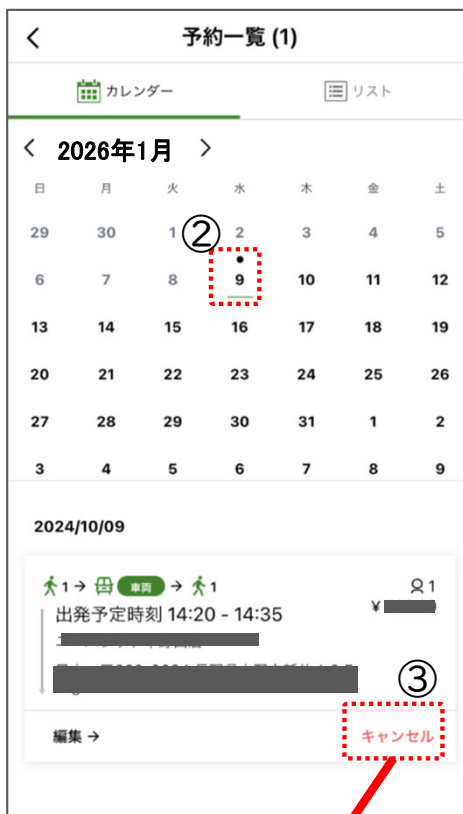 予約一覧 (1)
カレンダー
リスト
2026年1月
日 月 火 水 木 金 土
29 30 1 ② 2 3 4 5
6 7 8 9 10 11 12
13 14 15 16 17 18 19
20 21 22 23 24 25 26
27 28 29 30 31 1 2
3 4 5 6 7 8 9
2024/10/09
1 → 車両 → 1
1
出発予定時刻 14:20 - 14:35
¥
③
編集 →
キャンセル